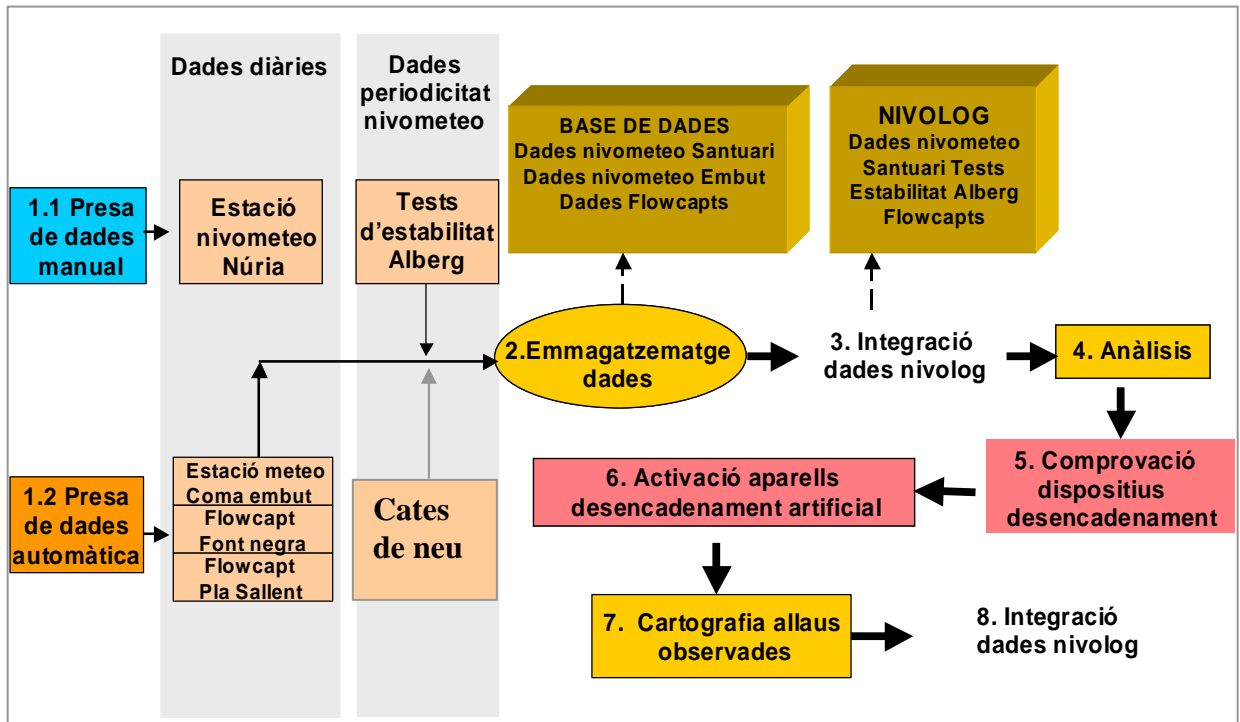 Dades diàries
Dades
periodicitat
nivometeo
BASE DE DADES
Dades nivometeo Santuari
Dades nivometeo Embut
Dades Flowcapts
NIVOLOG
Dades nivometeo
Santuari Tests
Estabilitat Alberg
Flowcapts
1.1 Presa
de dades
manual
Estació
nivometeo
Núria
Tests
d’estabilitat
Alberg
2.Emmagatzematge
dades
3. Integració
dades nivolog
4. Anàlisis
1.2 Presa
de dades
automàtica
Estació meteo
Coma embut
Flowcapt
Font negra
Flowcapt
Pla Sallent
Cates
de neu
5. Comprovació
dispositius
desencadenament
6. Activació aparells
desencadenament artificial
7. Cartografia allaus
observades
8. Integració
dades nivolog